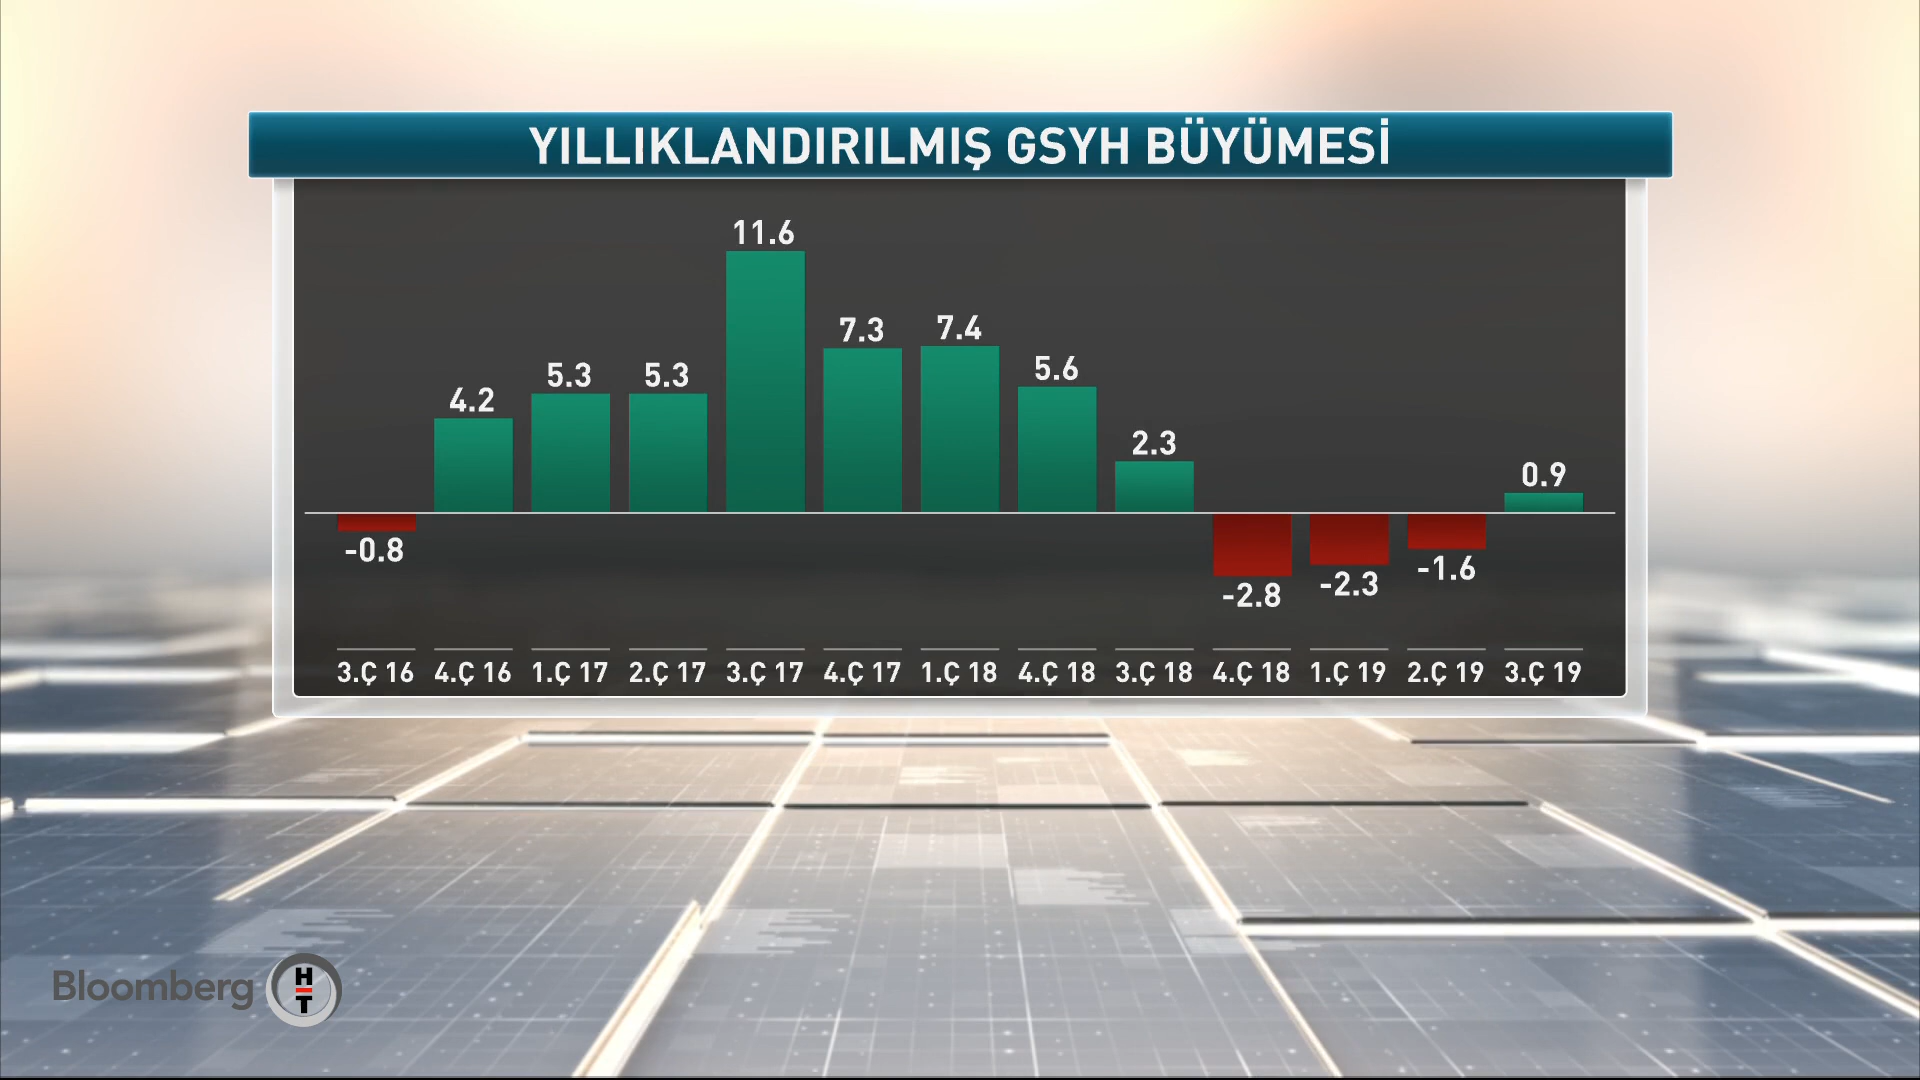 YILLIKLANDIRILMIŞ GSYH BÜYÜMESİ
11.6
7.3 7.4
5.3 5.3 5.6
4.2
2.3
0.9
-0.8 -2.8 -2.3 -1.6
3.Ç 16 4.Ç 16 1.Ç 17 2.Ç 17 3.Ç 17 4.Ç 17 1.Ç 18 4.Ç 18 3.Ç 18 4.Ç 18 1.Ç 19 2.Ç 19 3.Ç 19
Bloomberg HT